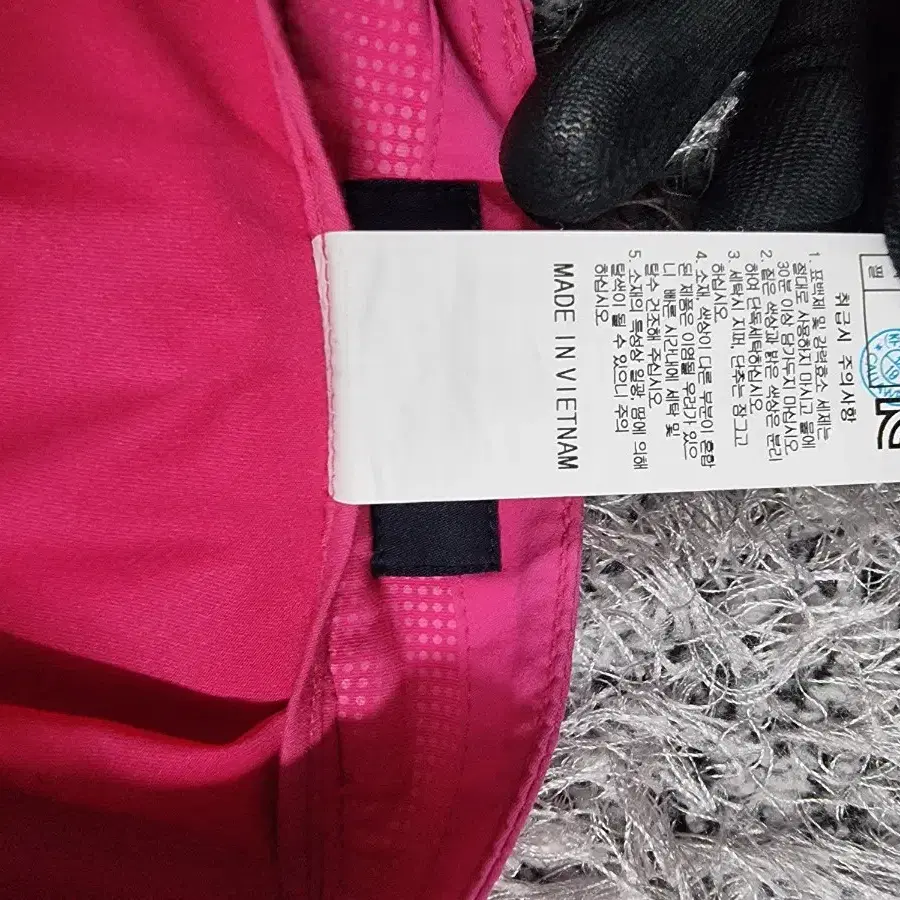 별
취급시 주의사항
1. 표백제 및 강력효소 세제는
절대로 사용하지 마시고 물에
30분 이상 담가두지 마십시오
2. 짙은 색상과 밝은 색상은 분리
하여 단독세탁하십시오
3. 세탁시 지퍼, 단추는 잠그고
하십시오
4. 소재, 색상이 다른 부분이 혼합
된 제품은 이염될 우려가 있으
니, 빠른 시간내에 세탁 및
탈수 건조해 주십시오
5. 소재의 특성상 일광, 땀에 의해
탈색이 될 수 있으니 주의
하십시오
MADE IN VIETNAM